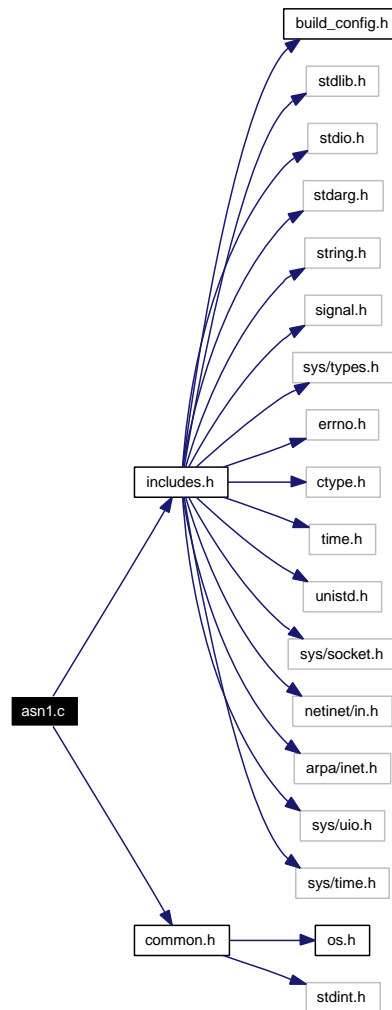 build_config.h
stdlib.h
stdio.h
stdarg.h
string.h
signal.h
sys/types.h
errno.h
includes.h
ctype.h
time.h
unistd.h
sys/socket.h
netinet/in.h
asn1.c
arpa/inet.h
sys/uio.h
sys/time.h
common.h
os.h
stdint.h